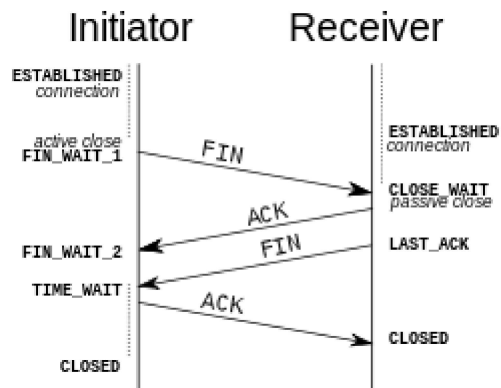 Initiator
Receiver
ESTABLISHED
connection
active close
FIN_WAIT_1
FIN
ESTABLISHED
connection
CLOSE_WAIT
passive close
ACK
FIN
FIN_WAIT_2
LAST_ACK
TIME_WAIT
ACK
CLOSED
CLOSED